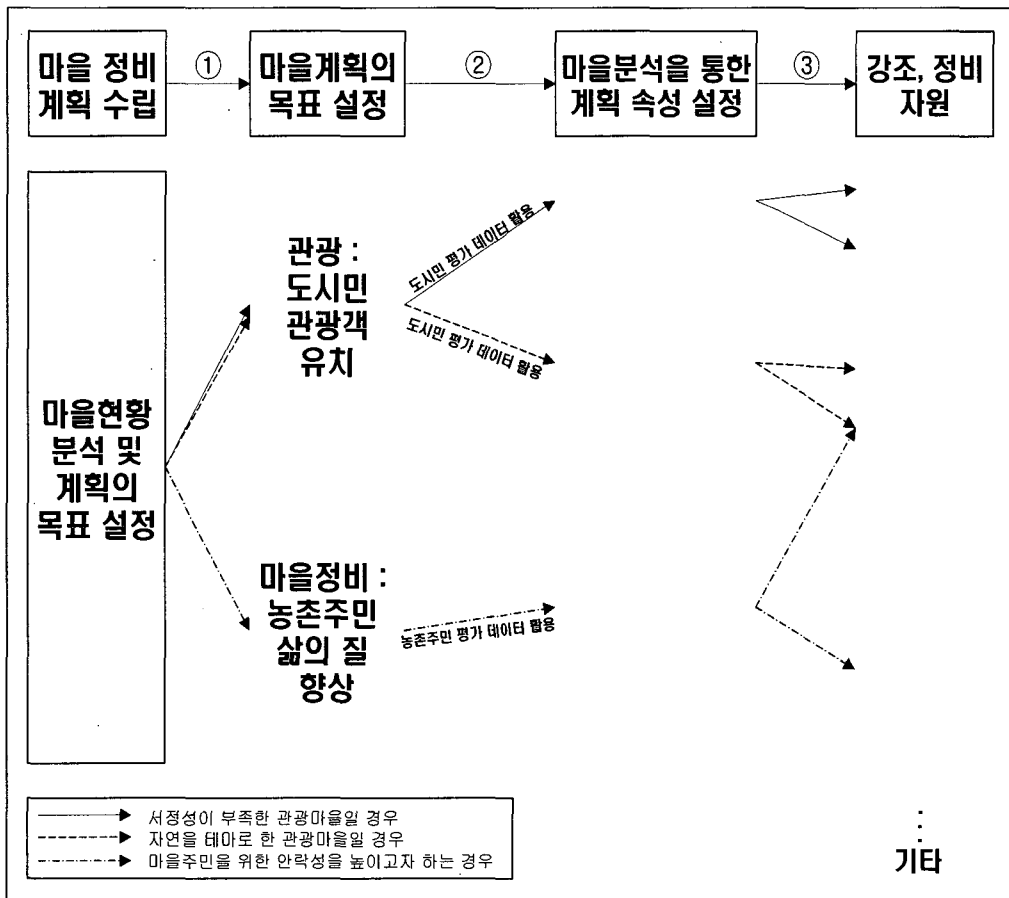 마을 정비
계획 수립
①
마을계획의
목표 설정
②
마을분석을 통한
계획 속성 설정
③
강조, 정비
자원
마을현황
분석 및
계획의
목표 설정
관광 :
도시민
관광객
유치
도시민 평가 데이터 활용
도시민 평가 데이터 활용
마을정비 :
농촌주민
삶의 질
향상
농촌주민 평가 데이터 활용
서정성이 부족한 관광마을일 경우
자연을 테마로 한 관광마을일 경우
마을주민을 위한 안락성을 높이고자 하는 경우
기타